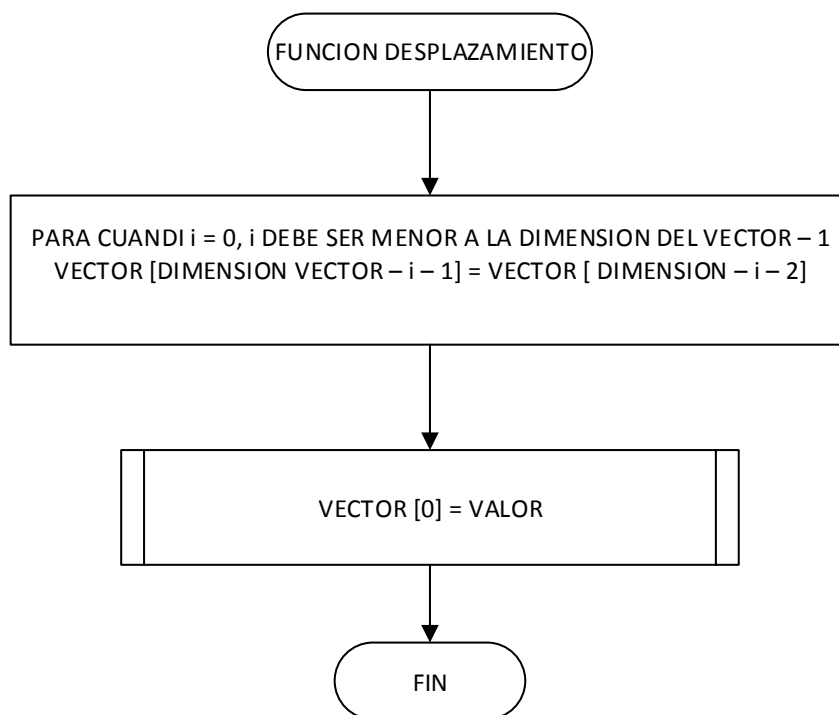 FUNCION DESPLAZAMIENTO
PARA CUANDI i = 0, i DEBE SER MENOR A LA DIMENSION DEL VECTOR – 1
VECTOR [DIMENSION VECTOR – i – 1] = VECTOR [ DIMENSION – i – 2]
VECTOR [0] = VALOR
FIN